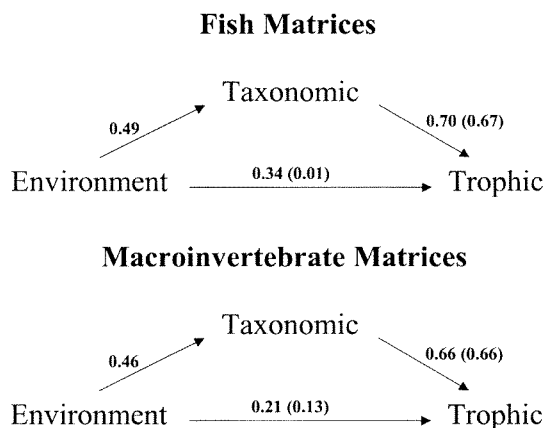 Fish Matrices
Taxonomic
0.49
0.70 (0.67)
Environment
0.34 (0.01)
Trophic
Macroinvertebrate Matrices
Taxonomic
0.46
0.66 (0.66)
Environment
0.21 (0.13)
Trophic